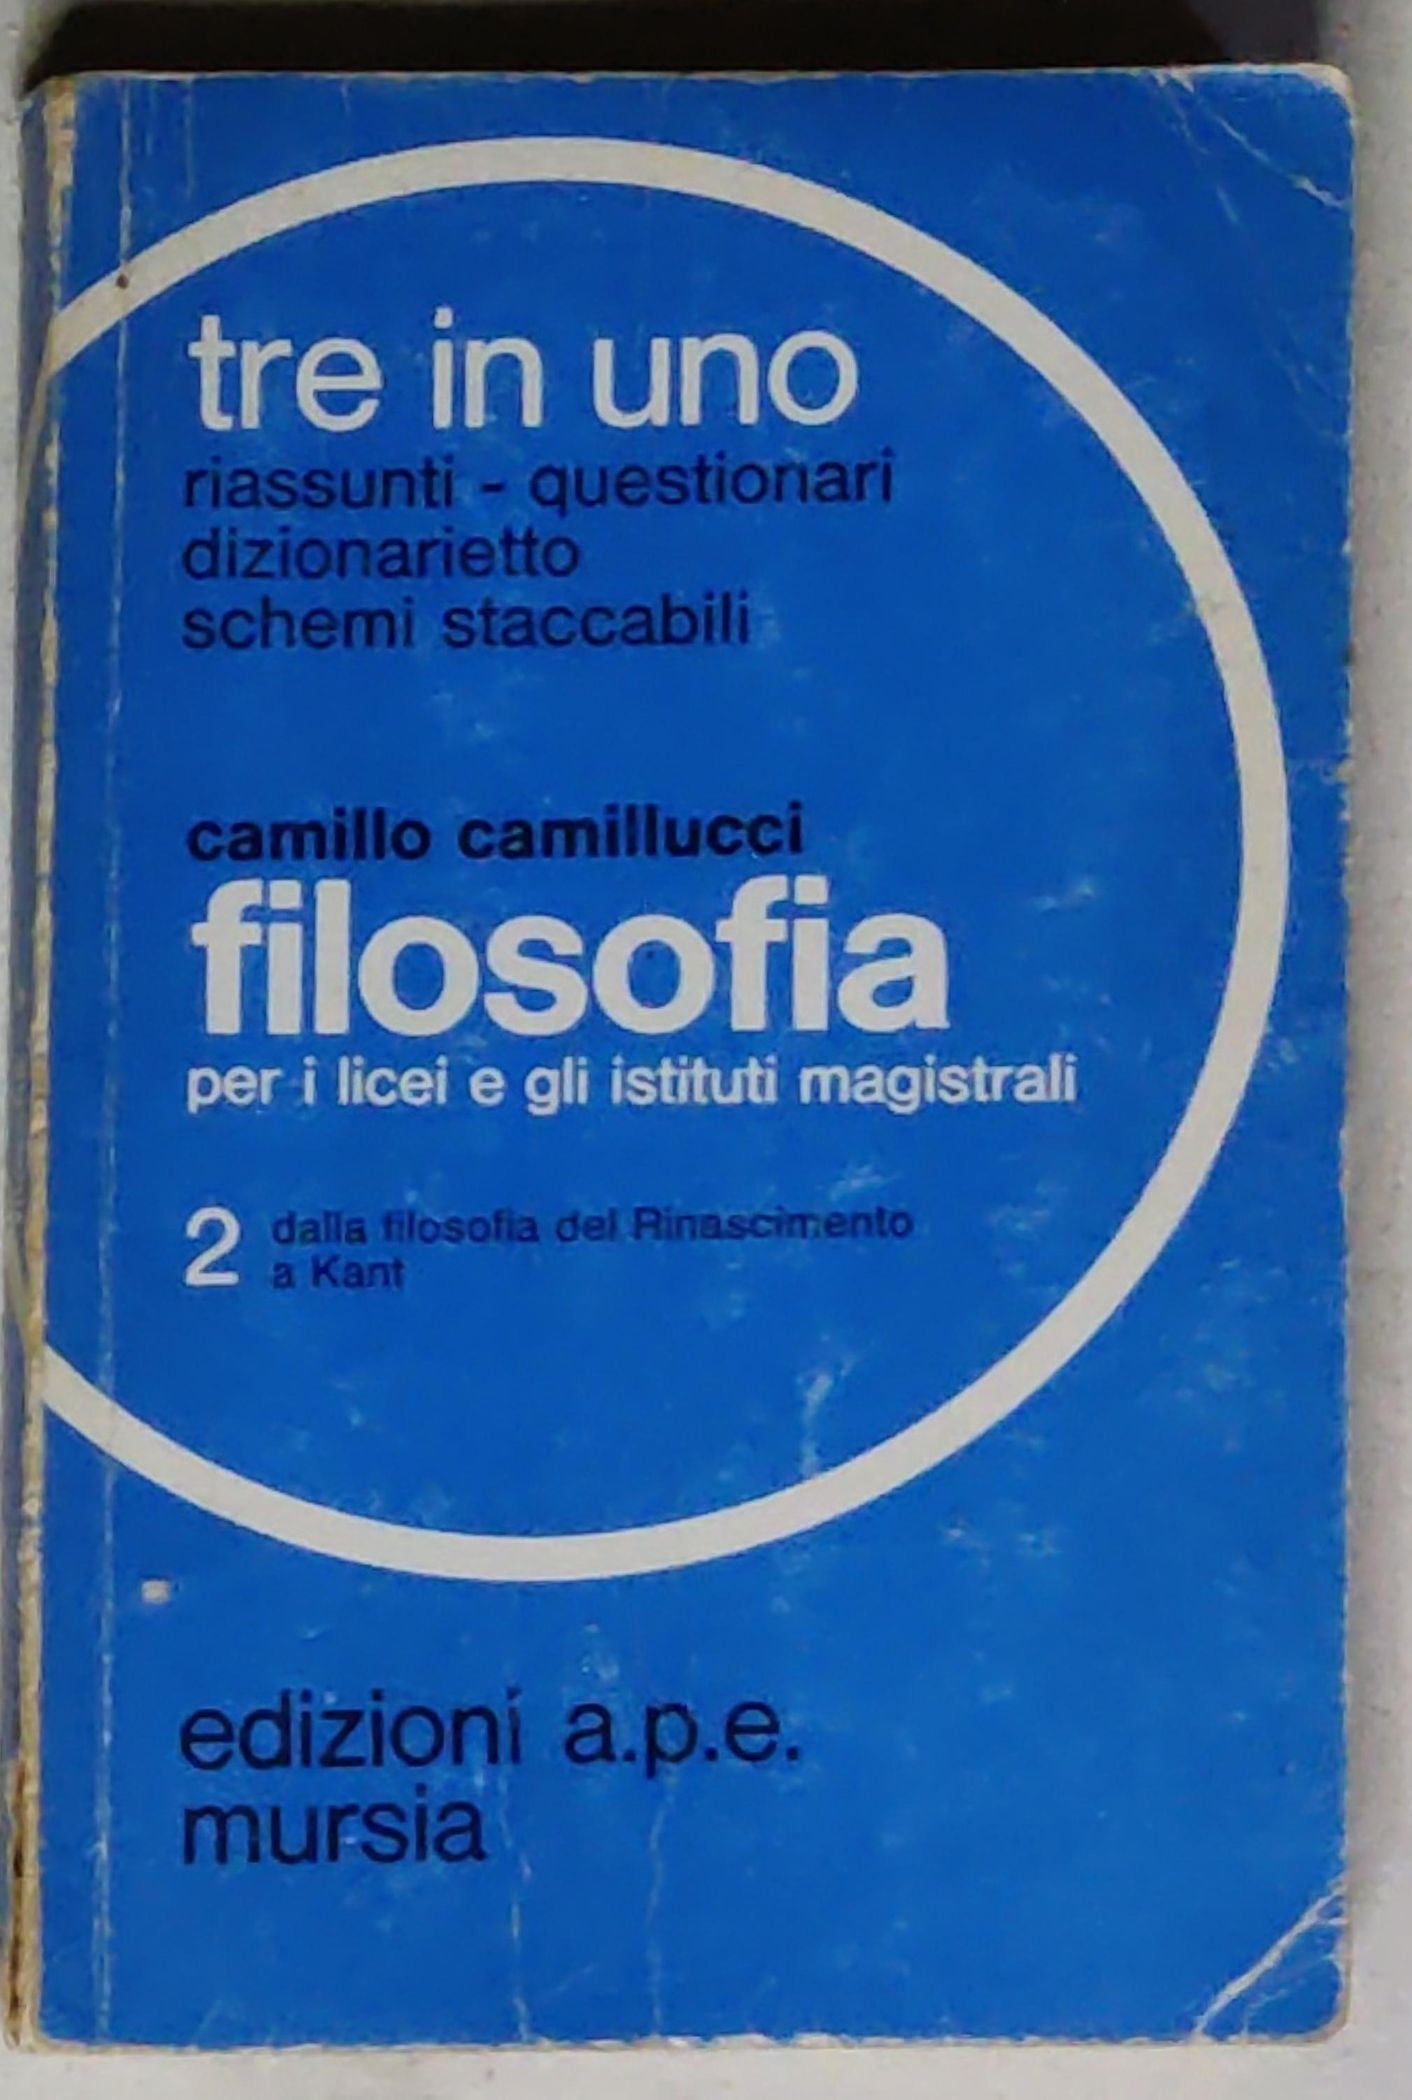 tre in uno
riassunti - questionari
dizionarietto
schemi staccabili
camillo camillucci
filosofia
per i licei e gli istituti magistrali
2 dalla filosofia del Rinascimento
a Kant
edizioni a.p.e.
mursia